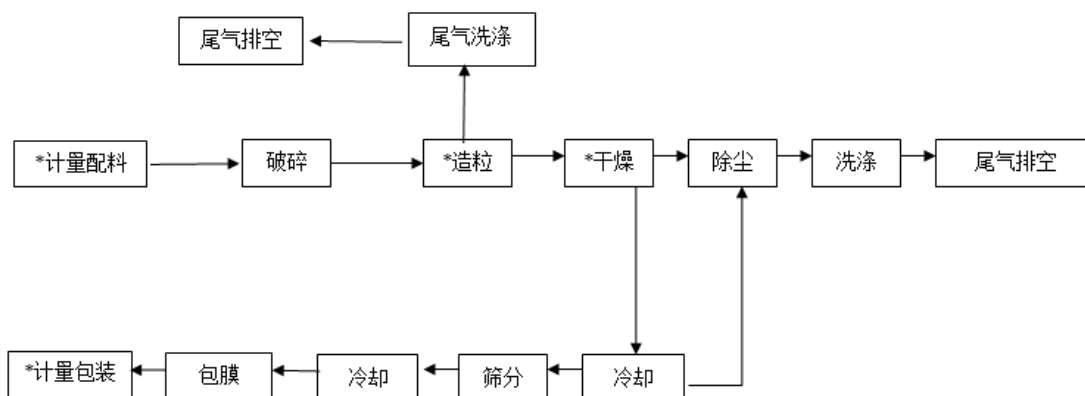 尾气排空
尾气洗涤
*计量配料
破碎
*造粒
*干燥
除尘
洗涤
尾气排空
*计量包装
包膜
冷却
筛分
冷却